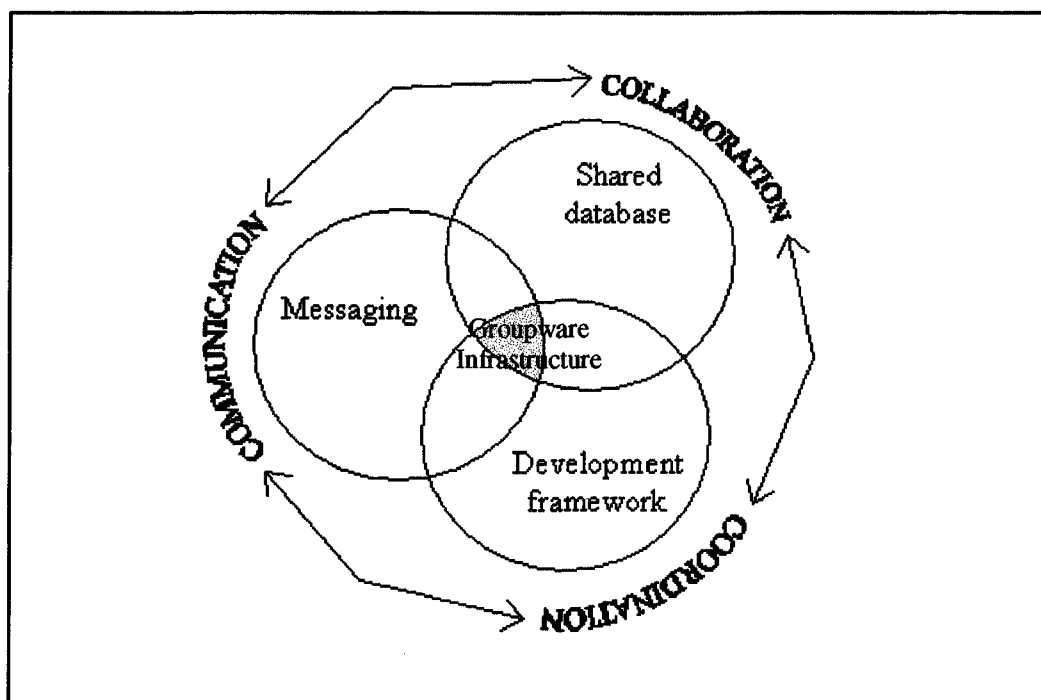 COLLABORATION
Shared
database
COMMUNICATION
Messaging
Groupware
Infrastructure
Development
framework
COORDINATION